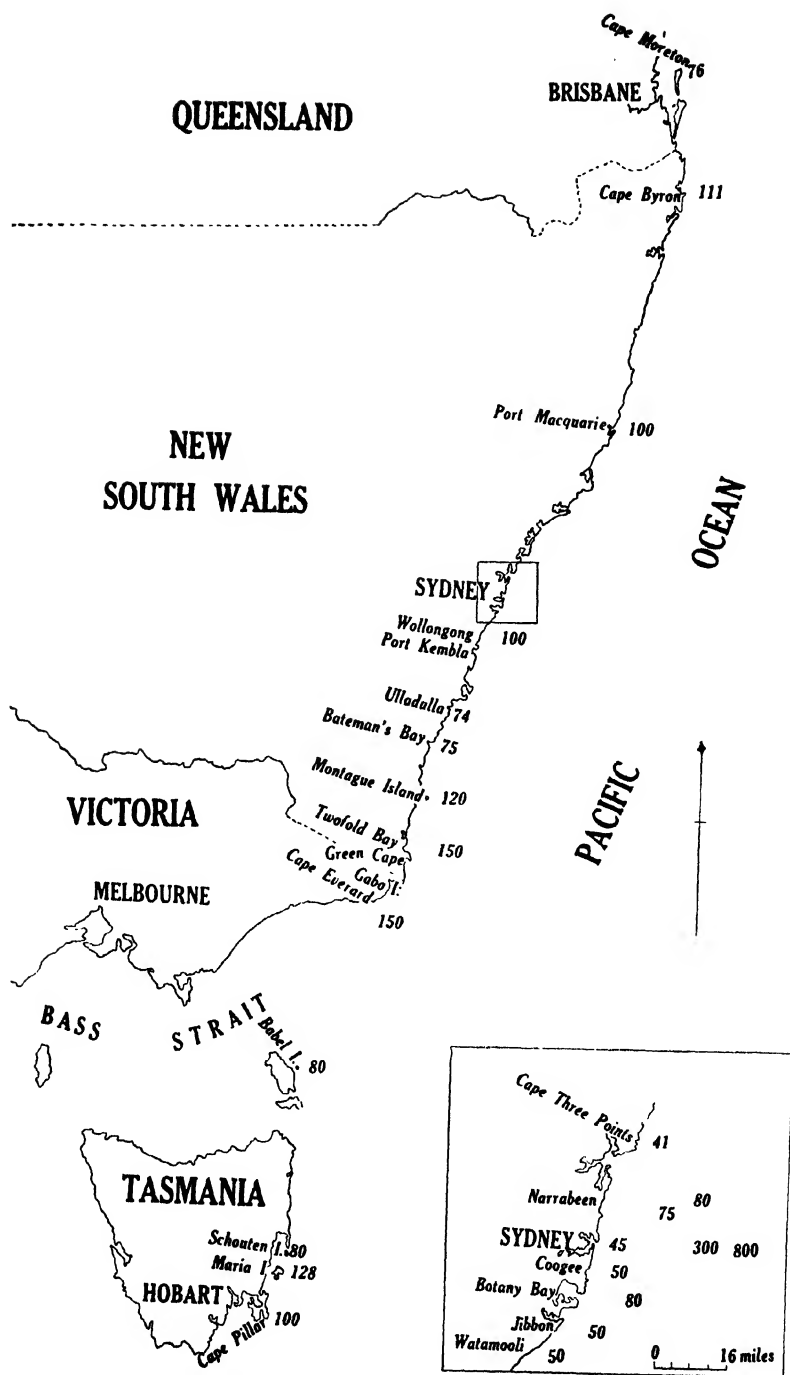 Cape Moreton
76
BRISBANE
QUEENSLAND
Cape Byron 111
Port Macquarie 100
NEW
SOUTH WALES
OCEAN
SYDNEY
Wollongong 100
Port Kembla
Ulladulla 74
Bateman's Bay 75
Montague Island 120
PACIFIC
VICTORIA
Twofold Bay
Green Cape 150
Gabo I.
Cape Everard
150
MELBOURNE
BASS STRAIT
Babel I. 80
TASMANIA
Schouten I. 80
Maria I. 128
HOBART
100
Cape Pillar
Cape Three Points 41
Narrabeen 75 80
SYDNEY 45 300 800
Coogee 50
Botany Bay 80
Jibbon 50
Watamooli 50
0 16 miles